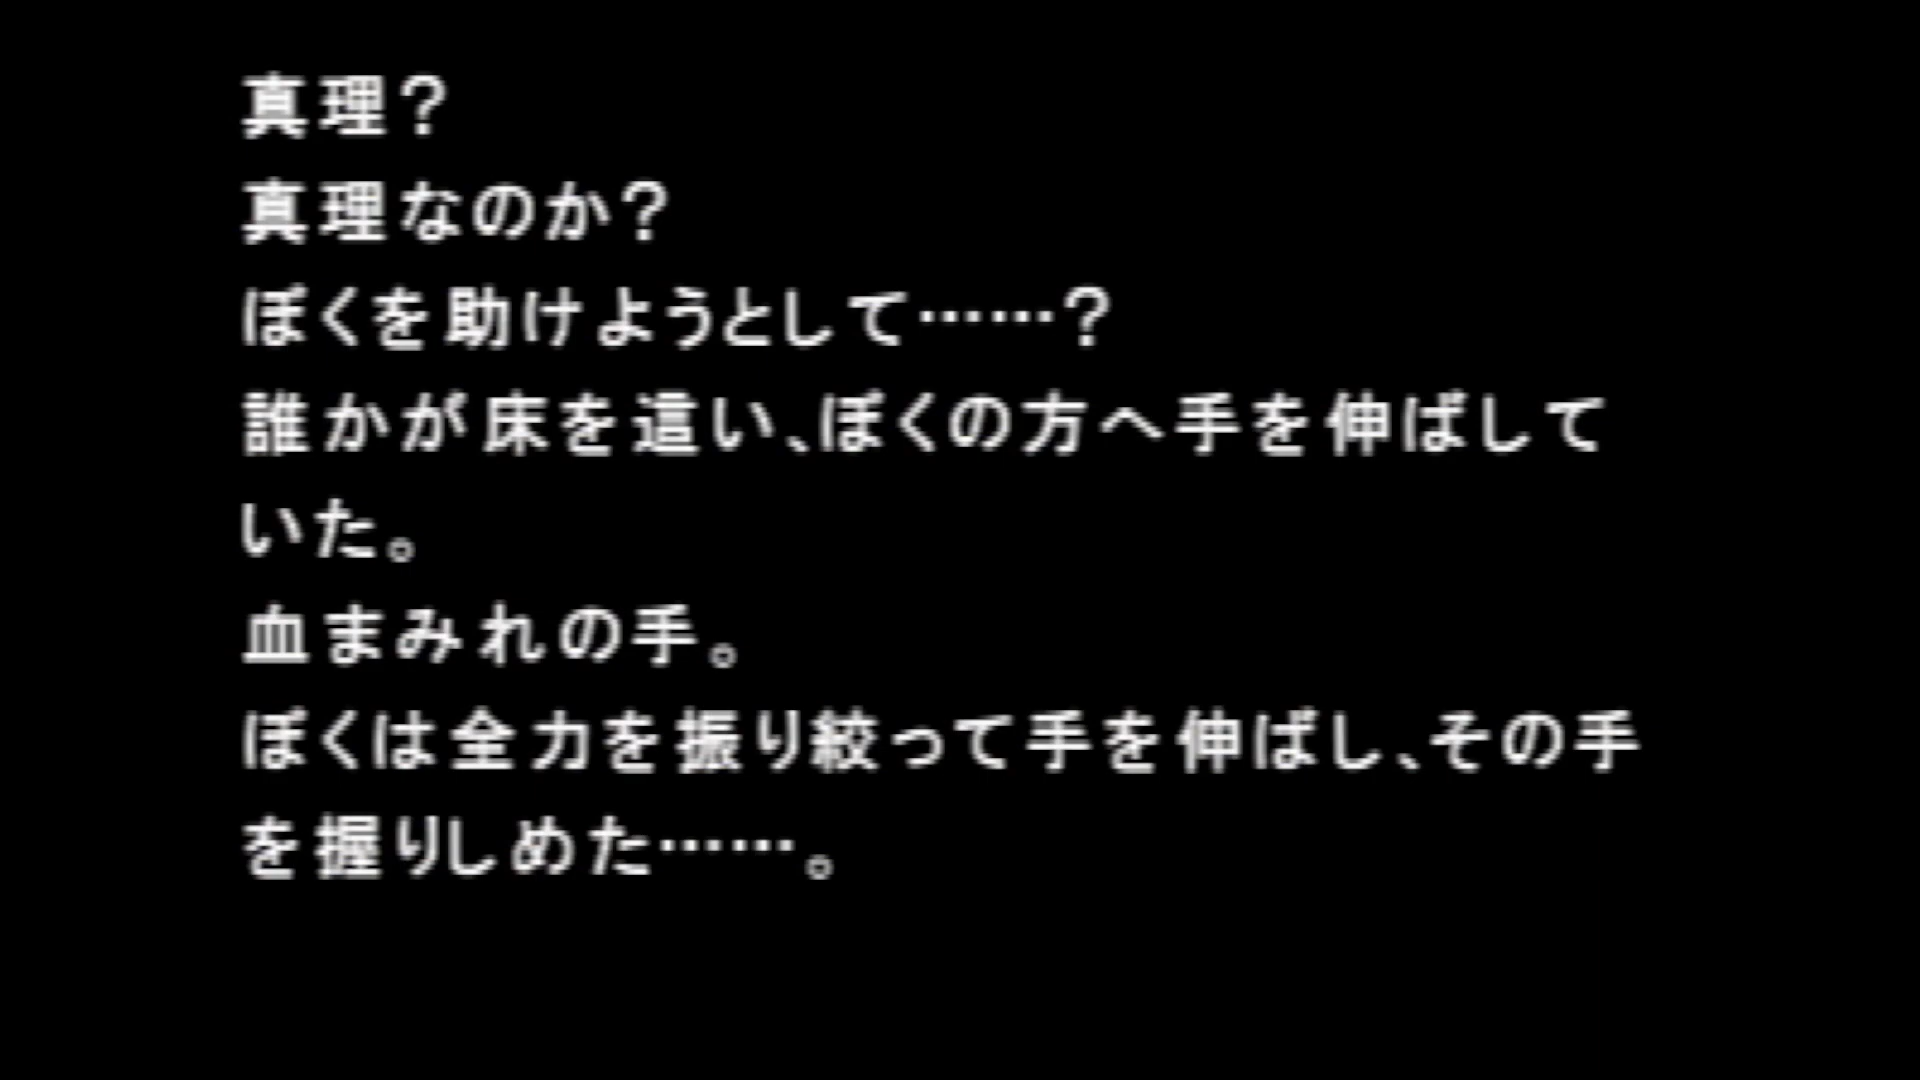 真理?
真理なのか?
ぼくを助けようとして……?
誰かが床を這い、ぼくの方へ手を伸ばして
いた。
血まみれの手。
ぼくは全力を振り絞って手を伸ばし、その手
を握りしめた……。